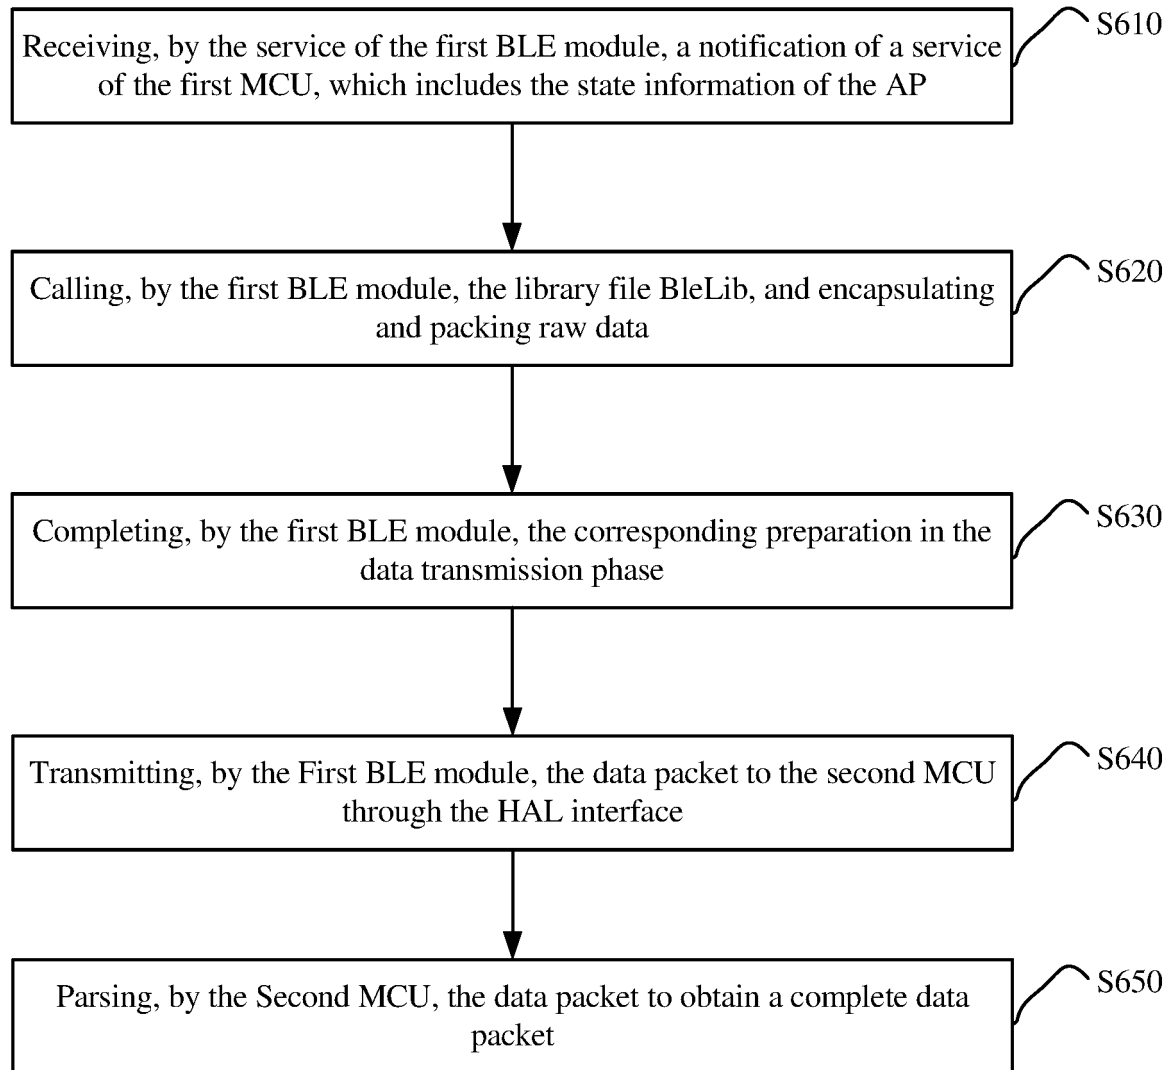 Receiving, by the service of the first BLE module, a notification of a service
of the first MCU, which includes the state information of the AP
S610
Calling, by the first BLE module, the library file BleLib, and encapsulating
and packing raw data
S620
Completing, by the first BLE module, the corresponding preparation in the
data transmission phase
S630
Transmitting, by the First BLE module, the data packet to the second MCU
through the HAL interface
S640
Parsing, by the Second MCU, the data packet to obtain a complete data
packet
S650